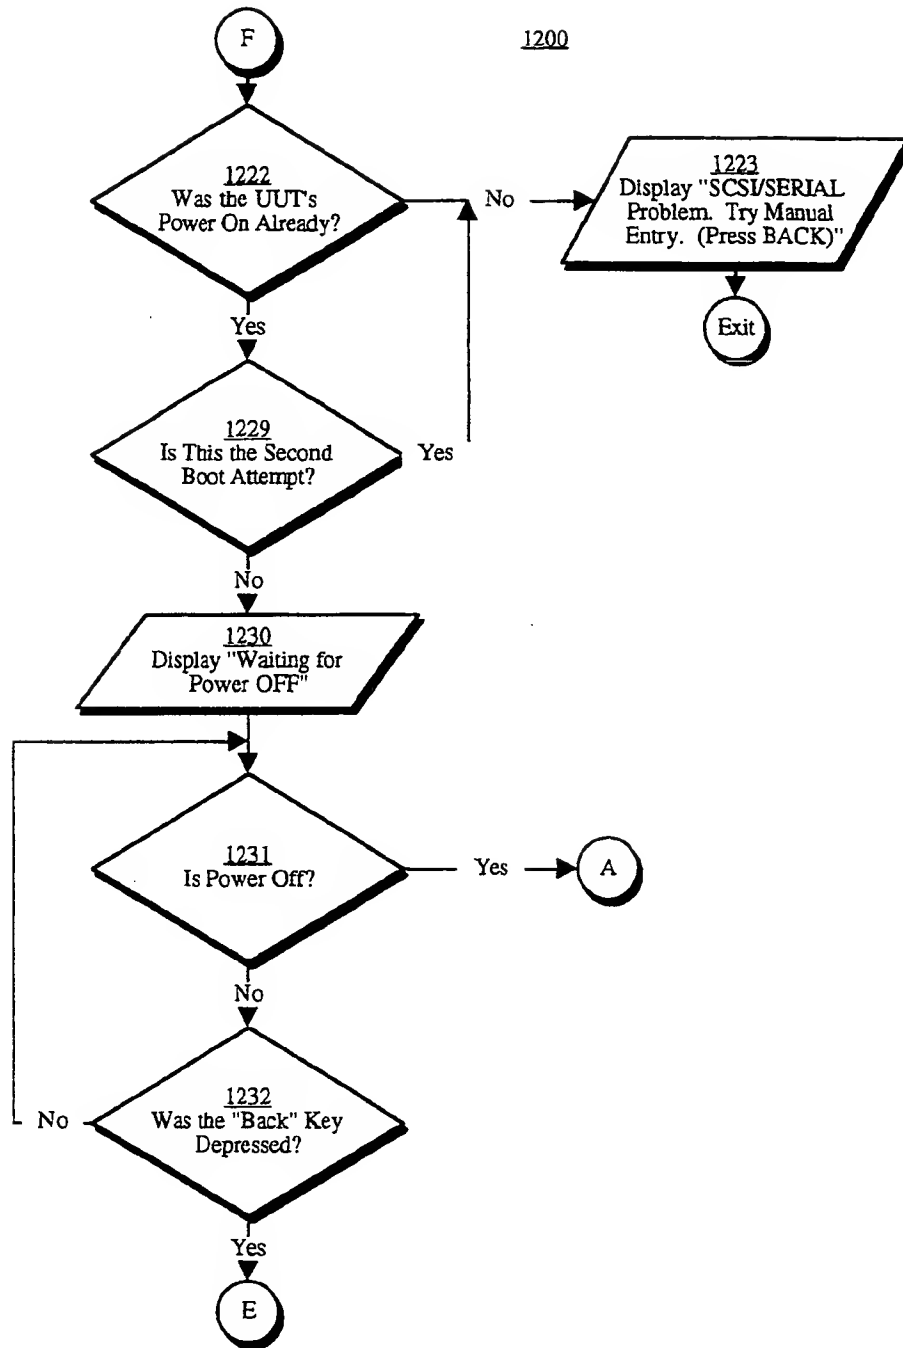 F
1200
1222
Was the UUT's
Power On Already?
No
1223
Display "SCSI/SERIAL
Problem. Try Manual
Entry. (Press BACK)"
Exit
Yes
1229
Is This the Second
Boot Attempt?
Yes
No
1230
Display "Waiting for
Power OFF"
1231
Is Power Off?
Yes
A
No
1232
Was the "Back" Key
Depressed?
No
Yes
E